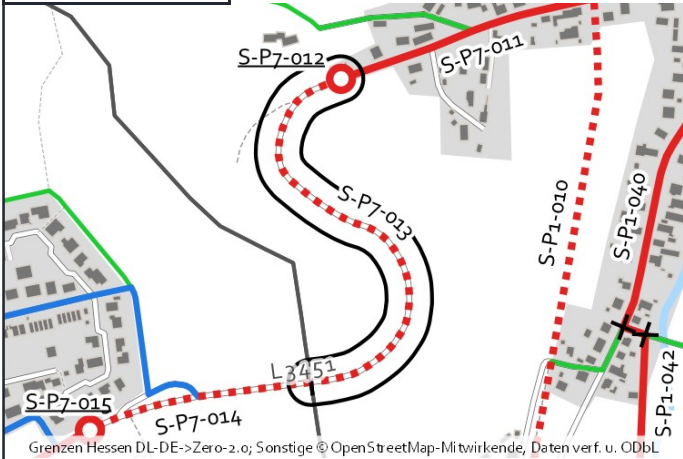 S-P7-012
S-P7-011
S-P7-013
S-P1-010
S-P1-040
L3451
S-P7-015
S-P7-014
S-P1-042
Grenzen Hessen DL-DE->Zero-2.0; Sonstige © OpenStreetMap-Mitwirkende, Daten verf. u. ODbL